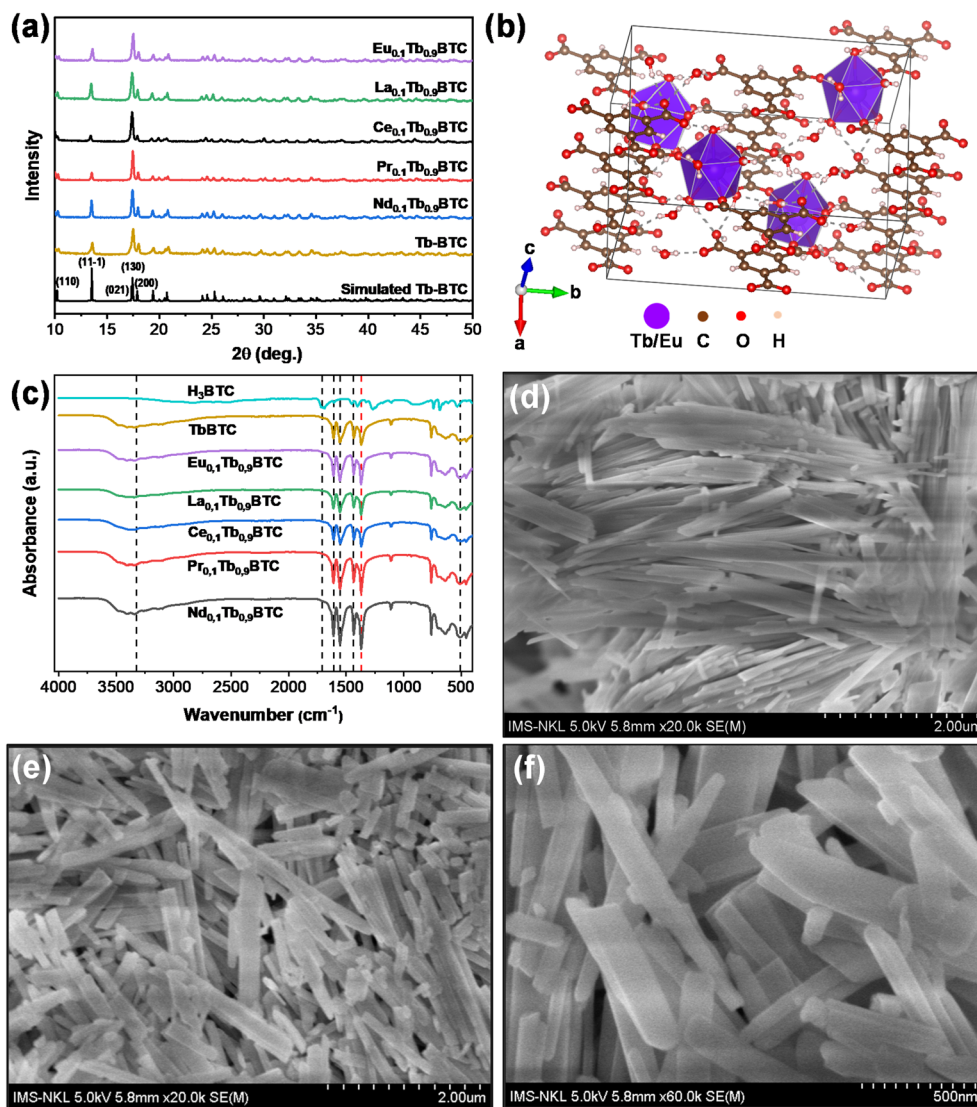 (a)
Eu0.1Tb0.9BTC
La0.1Tb0.9BTC
Ce0.1Tb0.9BTC
Pr0.1Tb0.9BTC
Nd0.1Tb0.9BTC
Tb-BTC
(110)
(11-1)
(021)
(130)
(200)
Simulated Tb-BTC
Intensity
10 15 20 25 30 35 40 45 50
2θ (deg.)
(b)
c
b
a
Tb/Eu C O H
(c)
H3BTC
TbBTC
Eu0,1Tb0,9BTC
La0,1Tb0,9BTC
Ce0,1Tb0,9BTC
Pr0,1Tb0,9BTC
Nd0,1Tb0,9BTC
Absorbance (a.u.)
4000 3500 3000 2500 2000 1500 1000 500
Wavenumber (cm-1)
(d)
IMS-NKL 5.0kV 5.8mm x20.0k SE(M) 2.00um
(e)
IMS-NKL 5.0kV 5.8mm x20.0k SE(M) 2.00um
(f)
IMS-NKL 5.0kV 5.8mm x60.0k SE(M) 500nm